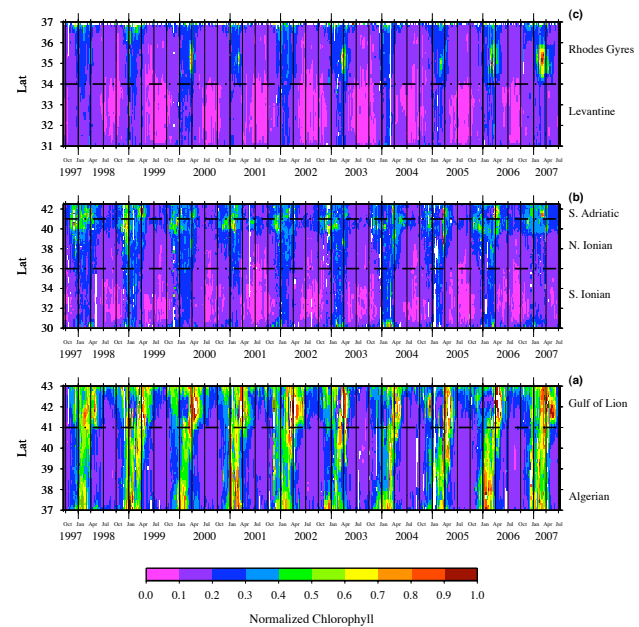 (c)
37
36
35
34
33
32
31
Lat
Rhodes Gyres
Levantine
Oct Jan Apr Jul Oct Jan Apr Jul Oct Jan Apr Jul Oct Jan Apr Jul Oct Jan Apr Jul Oct Jan Apr Jul Oct Jan Apr Jul Oct Jan Apr Jul Oct Jan Apr Jul Oct Jan Apr Jul
1997 1998 1999 2000 2001 2002 2003 2004 2005 2006 2007
(b)
42
40
38
36
34
32
30
Lat
S. Adriatic
N. Ionian
S. Ionian
Oct Jan Apr Jul Oct Jan Apr Jul Oct Jan Apr Jul Oct Jan Apr Jul Oct Jan Apr Jul Oct Jan Apr Jul Oct Jan Apr Jul Oct Jan Apr Jul Oct Jan Apr Jul Oct Jan Apr Jul
1997 1998 1999 2000 2001 2002 2003 2004 2005 2006 2007
(a)
43
42
41
40
39
38
37
Lat
Gulf of Lion
Algerian
Oct Jan Apr Jul Oct Jan Apr Jul Oct Jan Apr Jul Oct Jan Apr Jul Oct Jan Apr Jul Oct Jan Apr Jul Oct Jan Apr Jul Oct Jan Apr Jul Oct Jan Apr Jul Oct Jan Apr Jul
1997 1998 1999 2000 2001 2002 2003 2004 2005 2006 2007
0.0 0.1 0.2 0.3 0.4 0.5 0.6 0.7 0.8 0.9 1.0
Normalized Chlorophyll